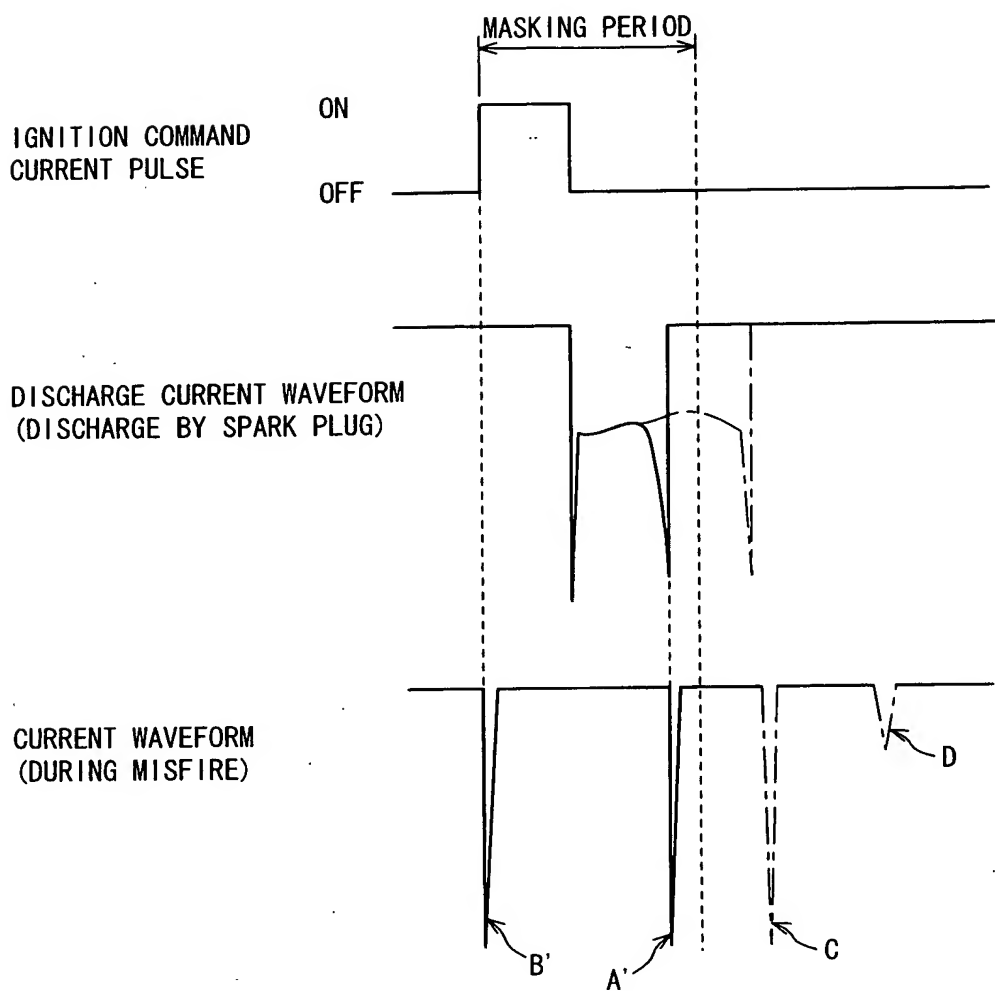 MASKING PERIOD
IGNITION COMMAND
CURRENT PULSE
ON
OFF
DISCHARGE CURRENT WAVEFORM
(DISCHARGE BY SPARK PLUG)
CURRENT WAVEFORM
(DURING MISFIRE)
B'
A'
C
D